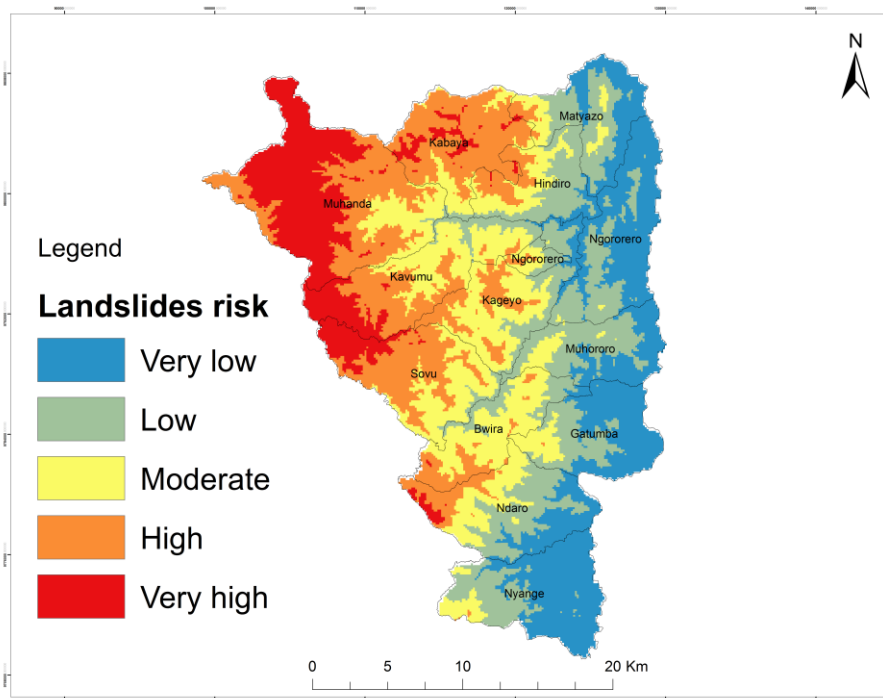 N
Matyazo
Kabaya
Hindiro
Muhanda
Ngororero
Ngororero
Kavumu
Kageyo
Muhororo
Sovu
Bwira
Gatumba
Ndaro
Nyange
Legend
Landslides risk
Very low
Low
Moderate
High
Very high
0 5 10 20 Km